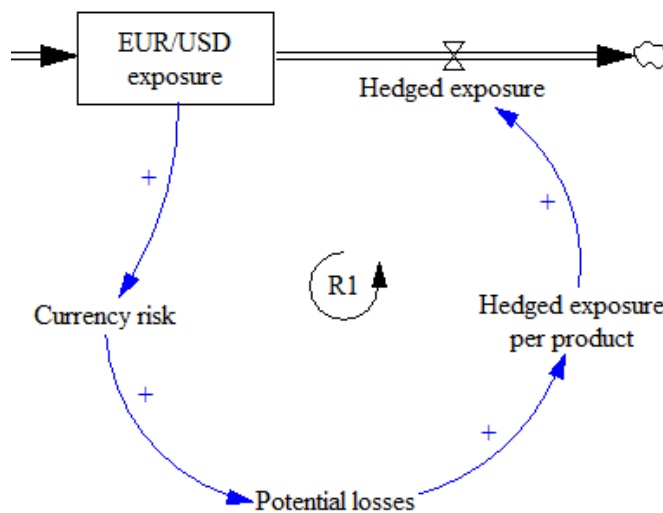 EUR/USD
exposure
Hedged exposure
+
+
R1
Currency risk
Hedged exposure
per product
+
+
Potential losses